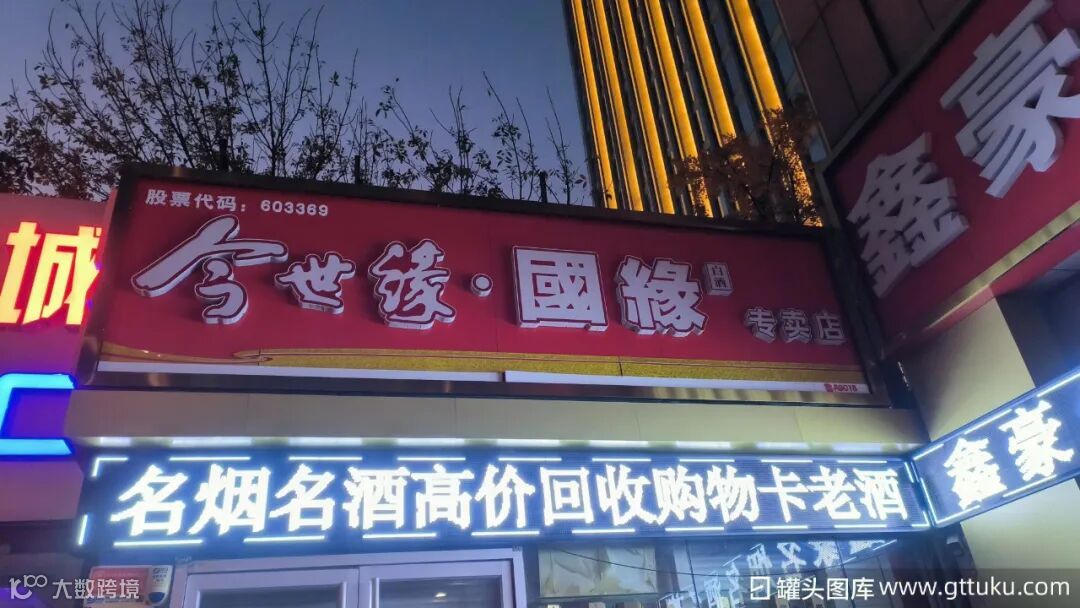 股票代码：603369
城
今世缘·國緣
白酒
专卖店
鑫豪
名烟名酒高价回收购物卡老酒
鑫豪
大数跨境
罐头图库 www.gttuku.com